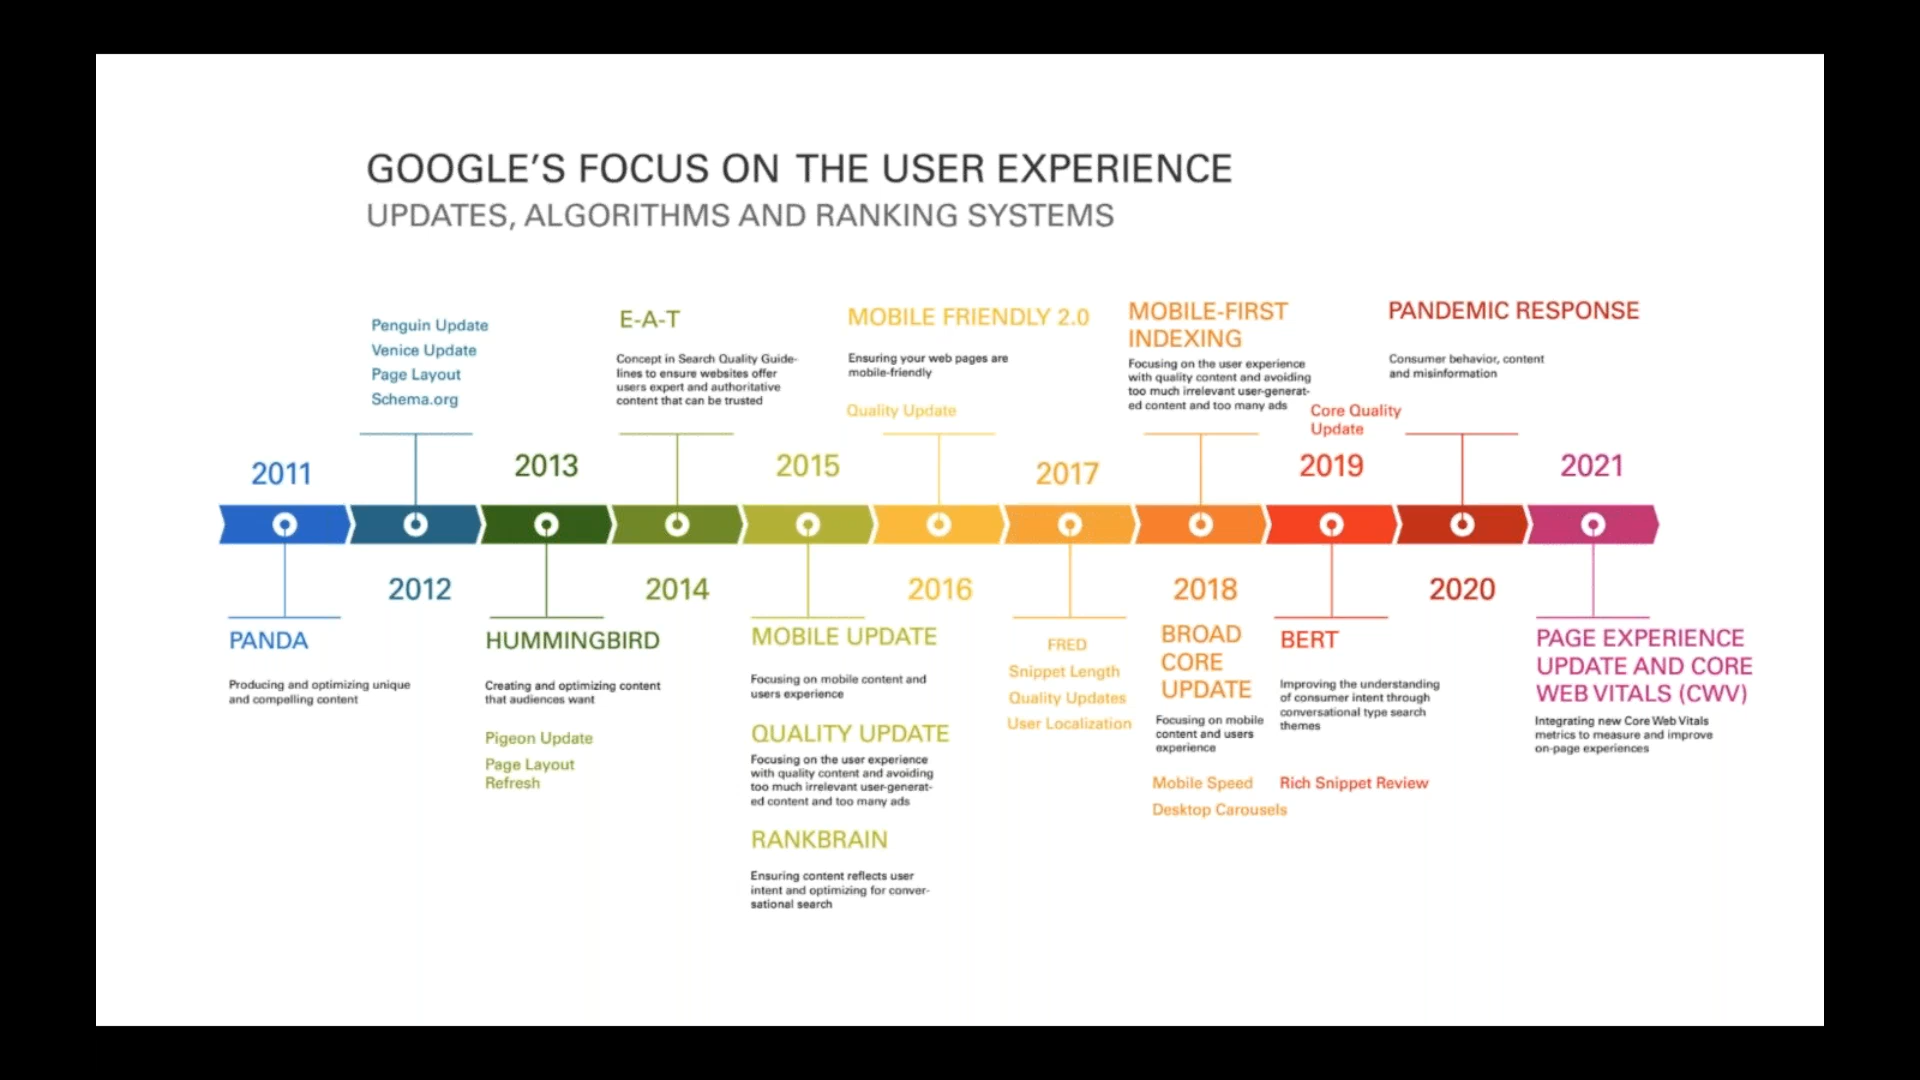 GOOGLE'S FOCUS ON THE USER EXPERIENCE
UPDATES, ALGORITHMS AND RANKING SYSTEMS
2011
PANDA
Producing and optimizing unique
and compelling content
Penguin Update
Venice Update
Page Layout
Schema.org
2012
2013
HUMMINGBIRD
Creating and optimizing content
that audiences want
Pigeon Update
Page Layout
Refresh
E-A-T
Concept in Search Quality Guide-
lines to ensure websites offer
users expert and authoritative
content that can be trusted
2014
2015
MOBILE UPDATE
Focusing on mobile content and
users experience
QUALITY UPDATE
Focusing on the user experience
with quality content and avoiding
too much irrelevant user-generat-
ed content and too many ads
RANKBRAIN
Ensuring content reflects user
intent and optimizing for conver-
sational search
MOBILE FRIENDLY 2.0
Ensuring your web pages are
mobile-friendly
Quality Update
2016
2017
FRED
Snippet Length
Quality Updates
User Localization
MOBILE-FIRST
INDEXING
Focusing on the user experience
with quality content and avoiding
too much irrelevant user-generat-
ed content and too many ads
2018
BROAD
CORE
UPDATE
Focusing on mobile
content and users
experience
Mobile Speed
Desktop Carousels
Core Quality
Update
2019
BERT
Improving the understanding
of consumer intent through
conversational type search
themes
Rich Snippet Review
PANDEMIC RESPONSE
Consumer behavior, content
and misinformation
2020
2021
PAGE EXPERIENCE
UPDATE AND CORE
WEB VITALS (CWV)
Integrating new Core Web Vitals
metrics to measure and improve
on-page experiences